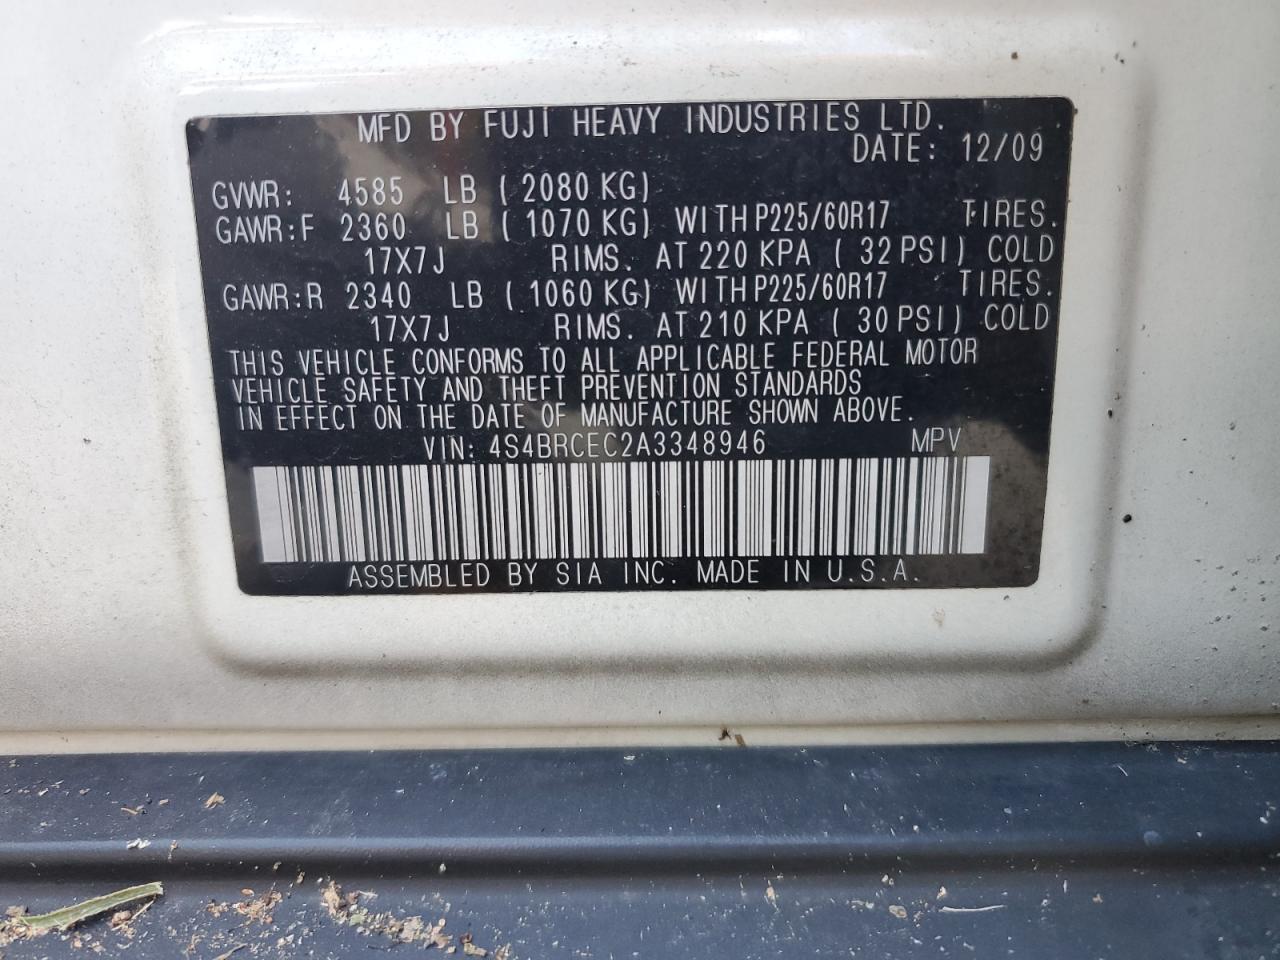 MFD BY FUJI HEAVY INDUSTRIES LTD.
DATE: 12/09
GVWR: 4585 LB ( 2080 KG)
GAWR:F 2360 LB ( 1070 KG) WITH P225/60R17 TIRES.
17X7J RIMS. AT 220 KPA ( 32 PSI) COLD
GAWR:R 2340 LB ( 1060 KG) WITH P225/60R17 TIRES.
17X7J RIMS. AT 210 KPA ( 30 PSI) COLD
THIS VEHICLE CONFORMS TO ALL APPLICABLE FEDERAL MOTOR
VEHICLE SAFETY AND THEFT PREVENTION STANDARDS
IN EFFECT ON THE DATE OF MANUFACTURE SHOWN ABOVE.
VIN: 4S4BRCEC2A3348946 MPV
ASSEMBLED BY SIA INC. MADE IN U.S.A.